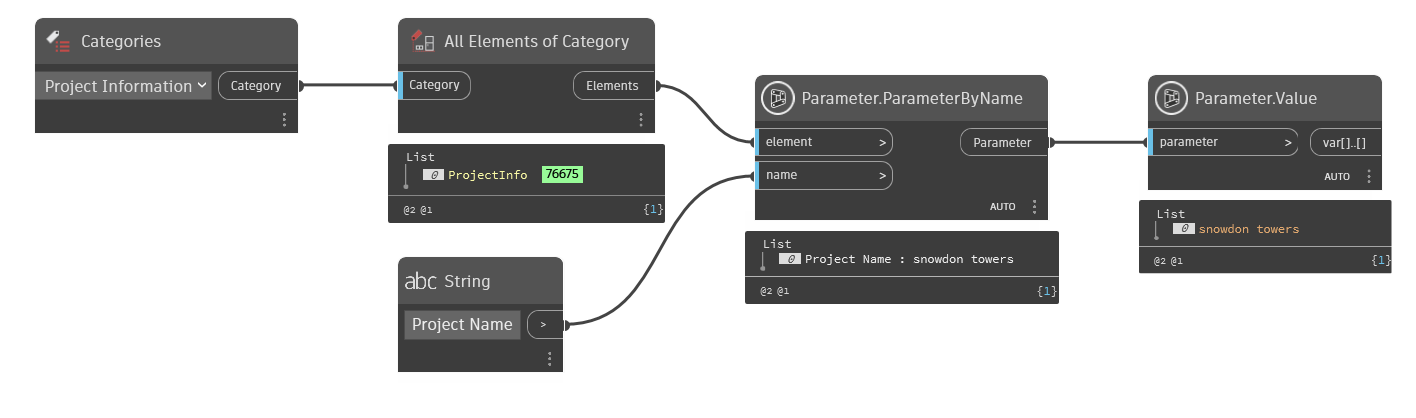 Categories
Project Information
Category
All Elements of Category
Category
Elements
List
0 ProjectInfo 76675
@2 @1 {1}
abc String
Project Name >
Parameter.ParameterByName
element >
Parameter
name >
AUTO
List
0 Project Name : snowdon towers
@2 @1 {1}
Parameter.Value
parameter >
var[]..[]
AUTO
List
0 snowdon towers
@2 @1 {1}